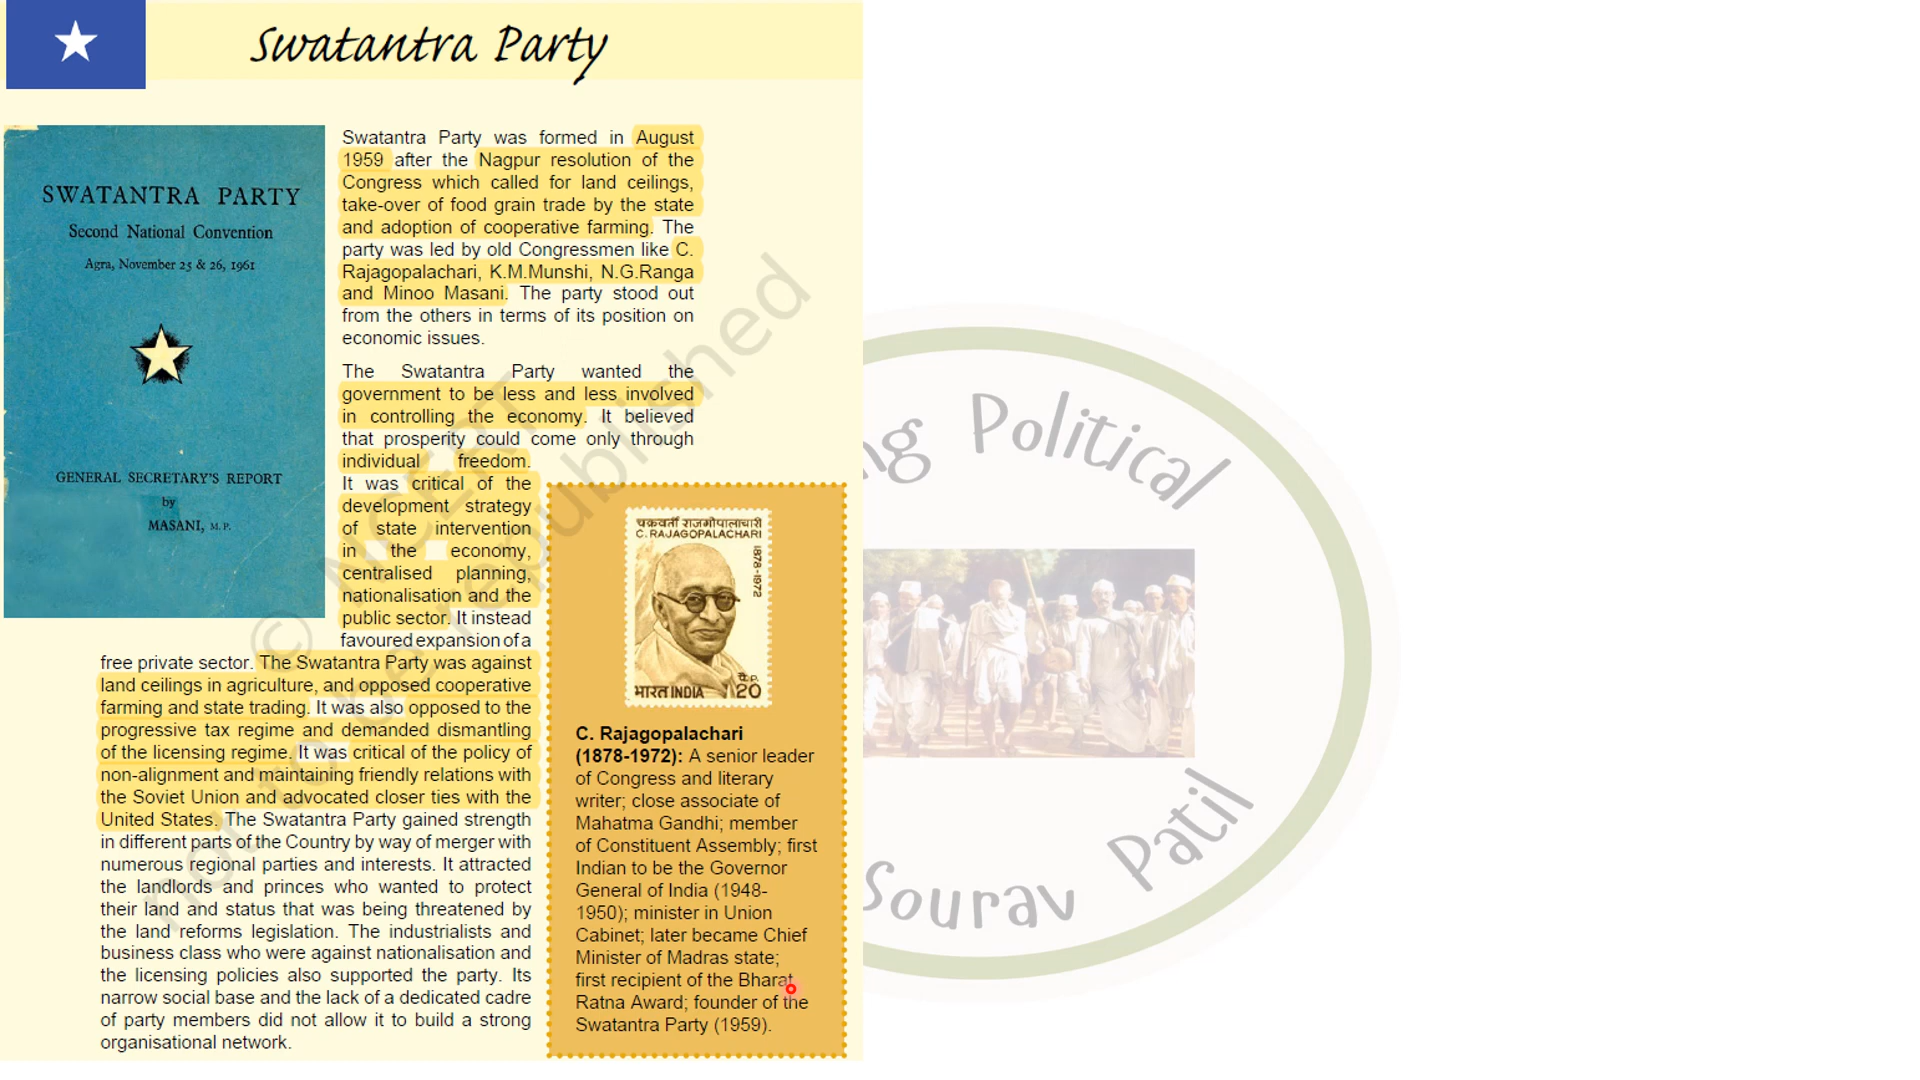 Swatantra Party
SWATANTRA PARTY
Second National Convention
Agra, November 25 & 26, 1961
GENERAL SECRETARY'S REPORT
by
MASANI, M.P.
Swatantra Party was formed in August
1959 after the Nagpur resolution of the
Congress which called for land ceilings,
take-over of food grain trade by the state
and adoption of cooperative farming. The
party was led by old Congressmen like C.
Rajagopalachari, K.M.Munshi, N.G.Ranga
and Minoo Masani. The party stood out
from the others in terms of its position on
economic issues.
The Swatantra Party wanted the
government to be less and less involved
in controlling the economy. It believed
that prosperity could come only through
individual freedom.
It was critical of the
development strategy
of state intervention
in the economy,
centralised planning,
nationalisation and the
public sector. It instead
favoured expansion of a
free private sector. The Swatantra Party was against
land ceilings in agriculture, and opposed cooperative
farming and state trading. It was also opposed to the
progressive tax regime and demanded dismantling
of the licensing regime. It was critical of the policy of
non-alignment and maintaining friendly relations with
the Soviet Union and advocated closer ties with the
United States. The Swatantra Party gained strength
in different parts of the Country by way of merger with
numerous regional parties and interests. It attracted
the landlords and princes who wanted to protect
their land and status that was being threatened by
the land reforms legislation. The industrialists and
business class who were against nationalisation and
the licensing policies also supported the party. Its
narrow social base and the lack of a dedicated cadre
of party members did not allow it to build a strong
organisational network.
चक्रवर्ती राजगोपालाचारी
C. RAJAGOPALACHARI
1878-1972
पै. P.
भारत INDIA 20
C. Rajagopalachari
(1878-1972): A senior leader
of Congress and literary
writer; close associate of
Mahatma Gandhi; member
of Constituent Assembly; first
Indian to be the Governor
General of India (1948-
1950); minister in Union
Cabinet; later became Chief
Minister of Madras state;
first recipient of the Bharat
Ratna Award; founder of the
Swatantra Party (1959).
© NCERT
not to be republished
Political
Sourav Patil